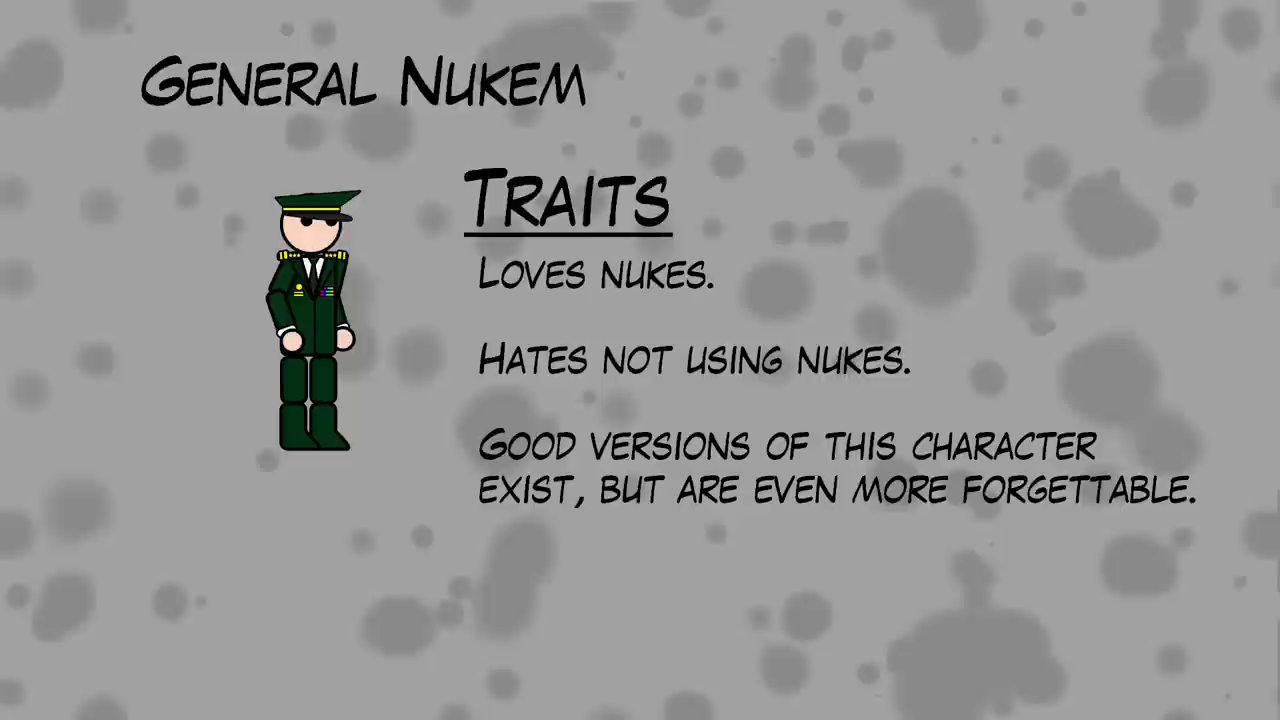 General Nukem
Traits
Loves nukes.
Hates not using nukes.
Good versions of this character
exist, but are even more forgettable.